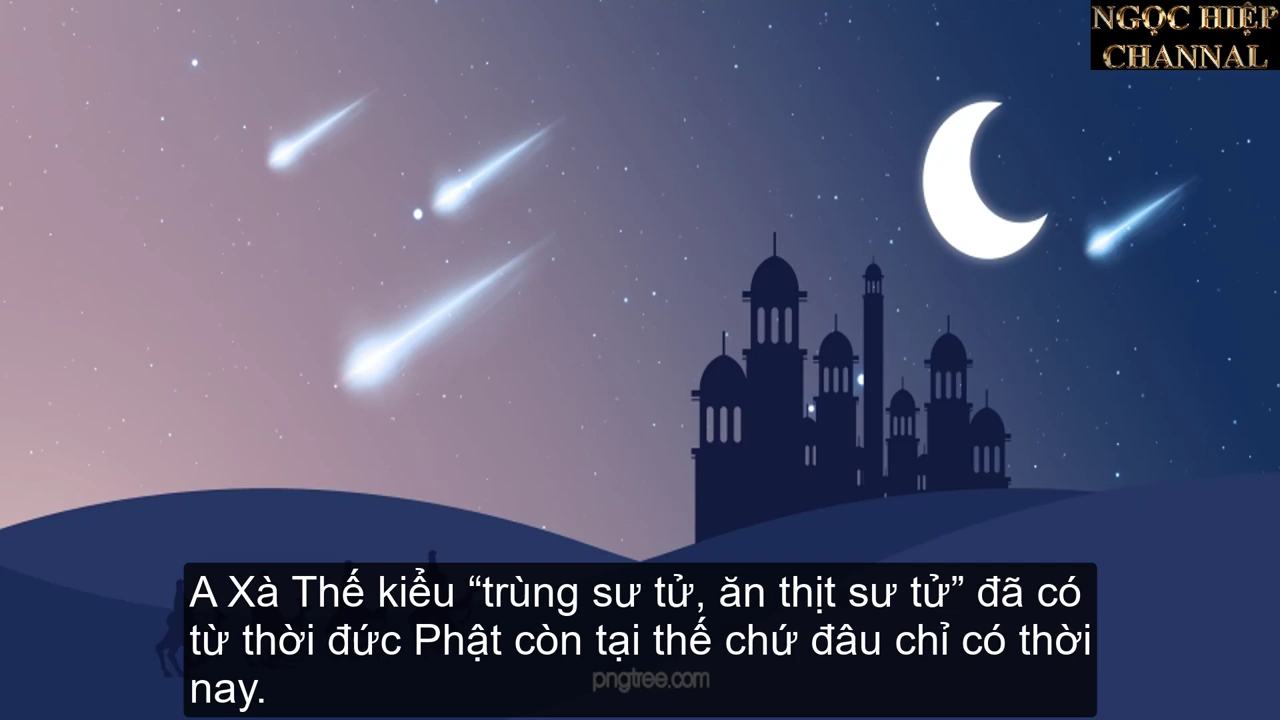 NGỌC HIỆP
CHANNAL
A Xà Thế kiểu “trùng sư tử, ăn thịt sư tử” đã có
từ thời đức Phật còn tại thế chứ đâu chỉ có thời
nay.
pngtree.com